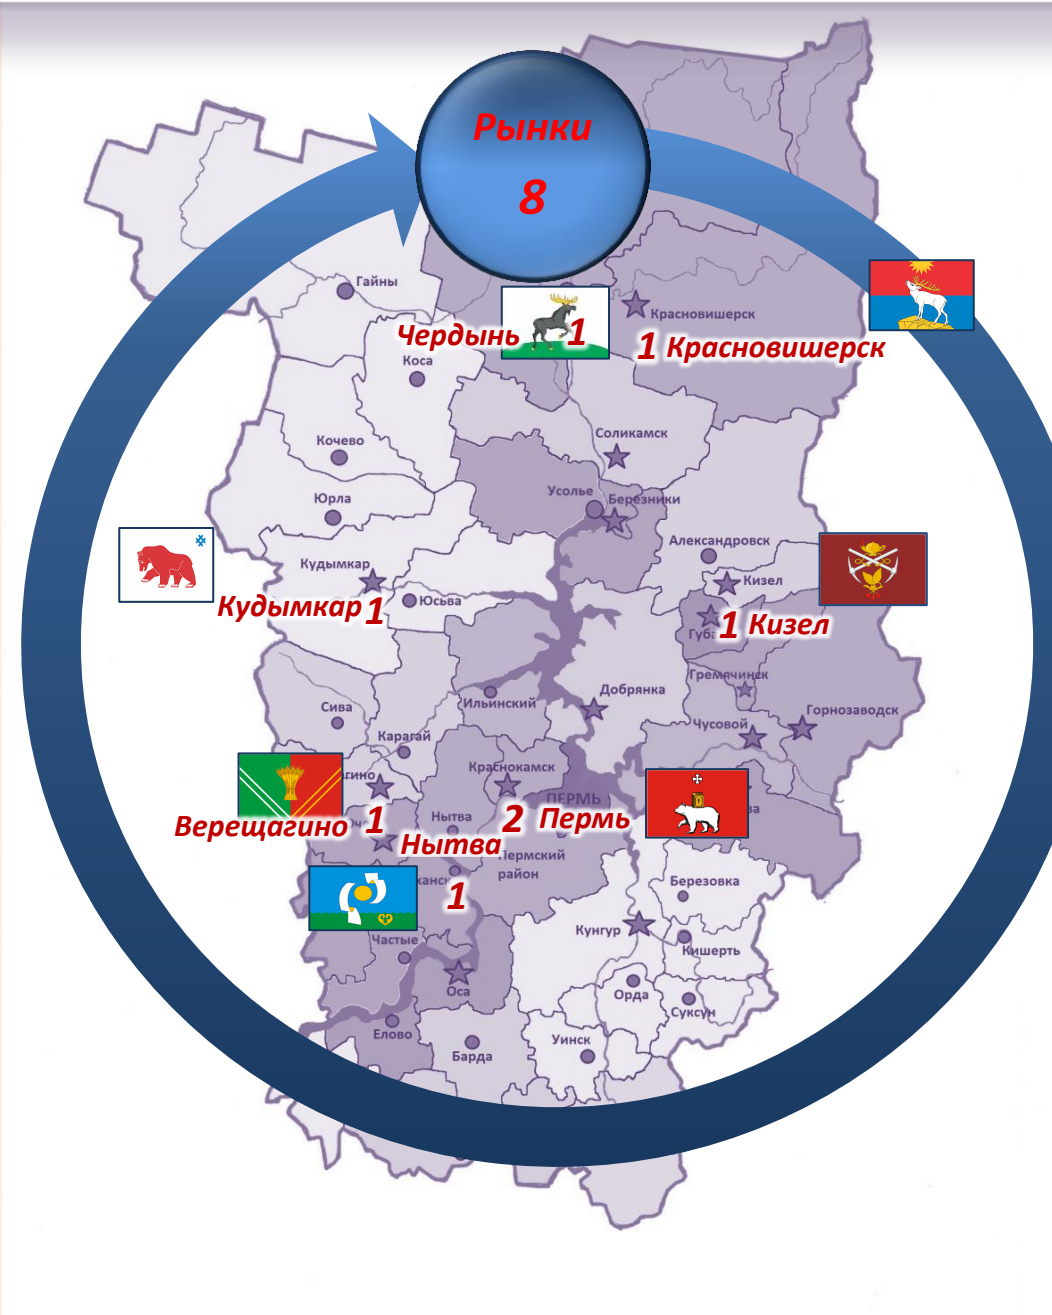 Рынки
8
Гайны
Красновишерск
Чердынь 1
1 Красновишерск
Коса
Соликамск
Кочево
Усолье
Березники
Юрла
Александровск
Кудымкар
Кизел
Юсьва
Кудымкар 1
1 Кизел
Гремячинск
Добрянка
Ильинский
Сива
Горнозаводск
Чусовой
Карагай
Краснокамск
ПЕРМЬ
Нытва
2 Пермь
Верещагино 1
Нытва
1
Пермский
район
Березовка
Кунгур
Частые
Кишерть
Оса
Орда
Суксун
Елово
Уинск
Барда